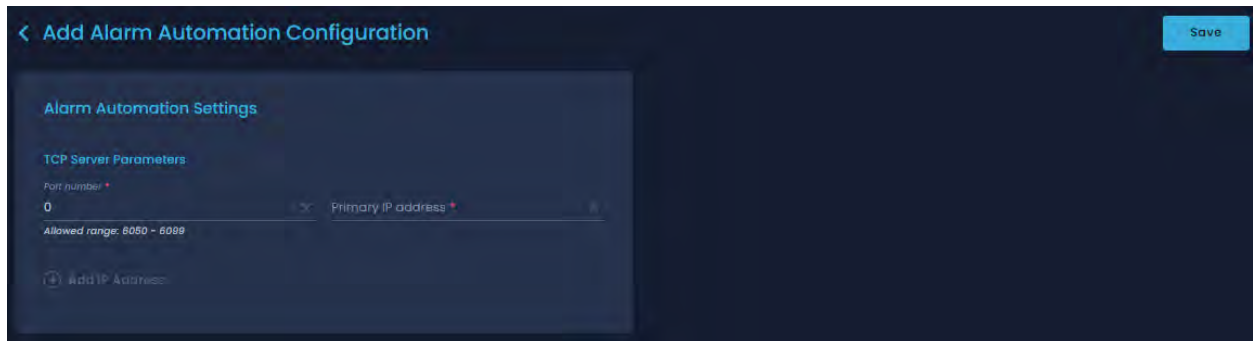 Add Alarm Automation Configuration
Save
Alarm Automation Settings
TCP Server Parameters
Port number *
0
Primary IP address *
Allowed range: 6050 - 6099
Add IP Address